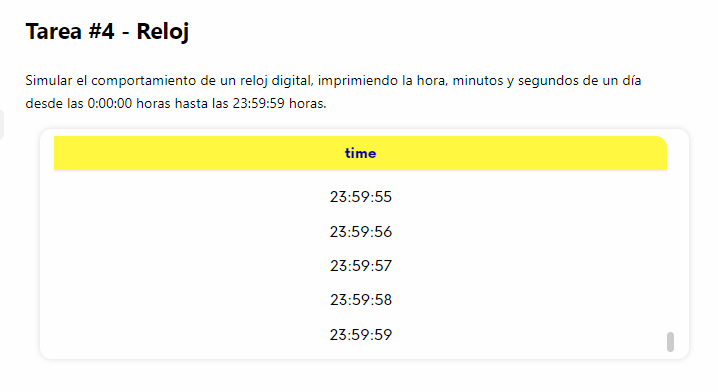 Tarea #4 - Reloj
Simular el comportamiento de un reloj digital, imprimiendo la hora, minutos y segundos de un día
desde las 0:00:00 horas hasta las 23:59:59 horas.
time
23:59:55
23:59:56
23:59:57
23:59:58
23:59:59